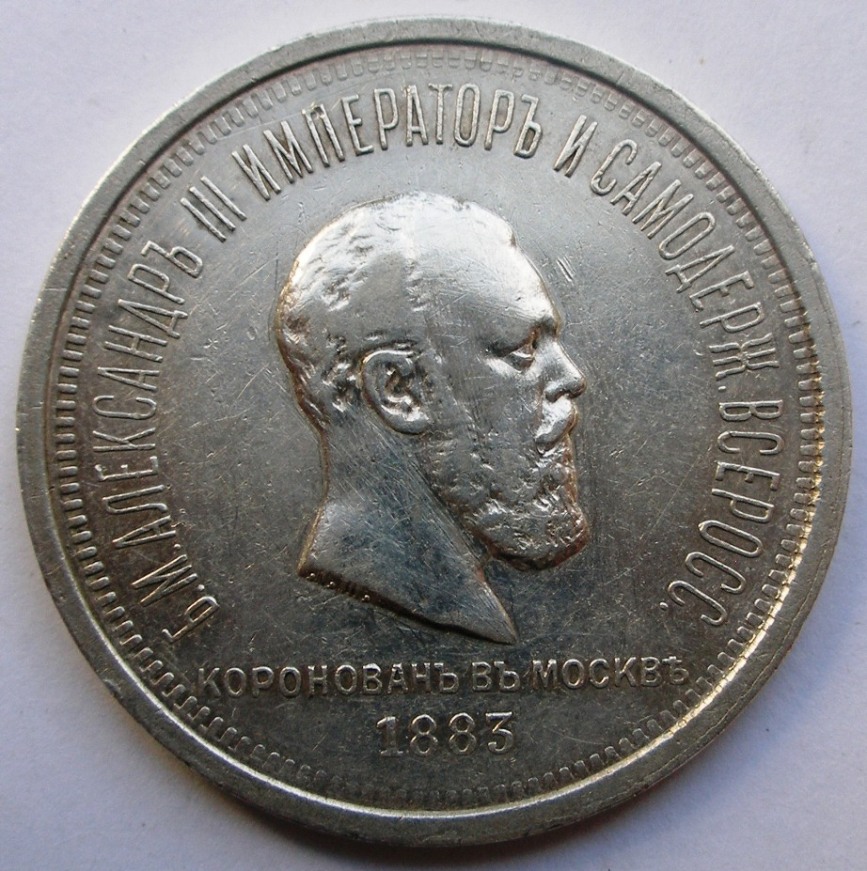 Б. М. АЛЕКСАНДРЪ III ИМПЕРАТОРЪ И САМОДЕРЖ. ВСЕРОСС.
КОРОНОВАНЪ ВЪ МОСКВѢ
1883